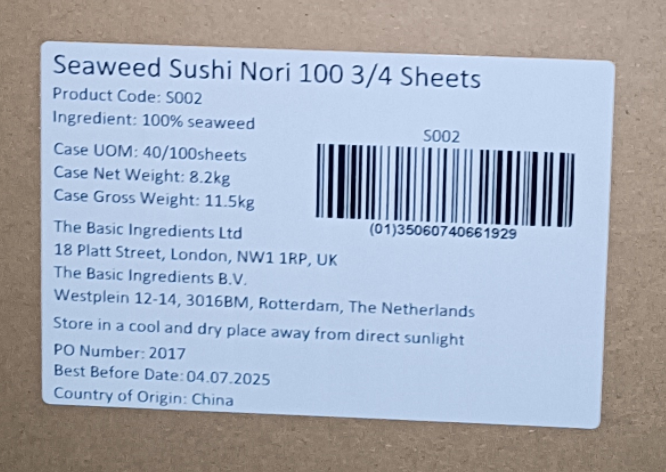 Seaweed Sushi Nori 100 3/4 Sheets
Product Code: S002
Ingredient: 100% seaweed
S002
Case UOM: 40/100sheets
Case Net Weight: 8.2kg
Case Gross Weight: 11.5kg
(01)35060740661929
The Basic Ingredients Ltd
18 Platt Street, London, NW1 1RP, UK
The Basic Ingredients B.V.
Westplein 12-14, 3016BM, Rotterdam, The Netherlands
Store in a cool and dry place away from direct sunlight
PO Number: 2017
Best Before Date: 04.07.2025
Country of Origin: China